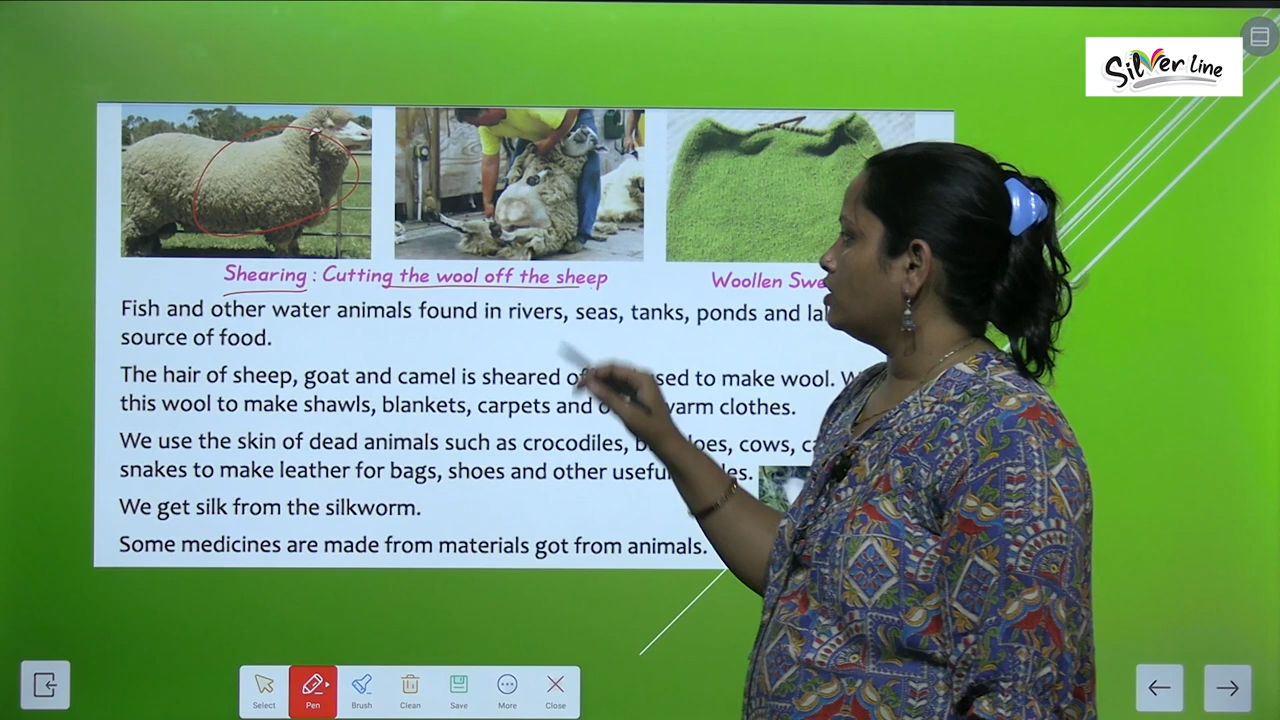 Silver line
Shearing : Cutting the wool off the sheep
Woollen
Fish and other water animals found in rivers, seas, tanks, ponds and
source of food.
The hair of sheep, goat and camel is sheared used to make wool.
this wool to make shawls, blankets, carpets and warm clothes.
We use the skin of dead animals such as crocodiles, cows,
snakes to make leather for bags, shoes and other
We get silk from the silkworm.
Some medicines are made from materials got from animals.
Select Pen Brush Clean Save More Close